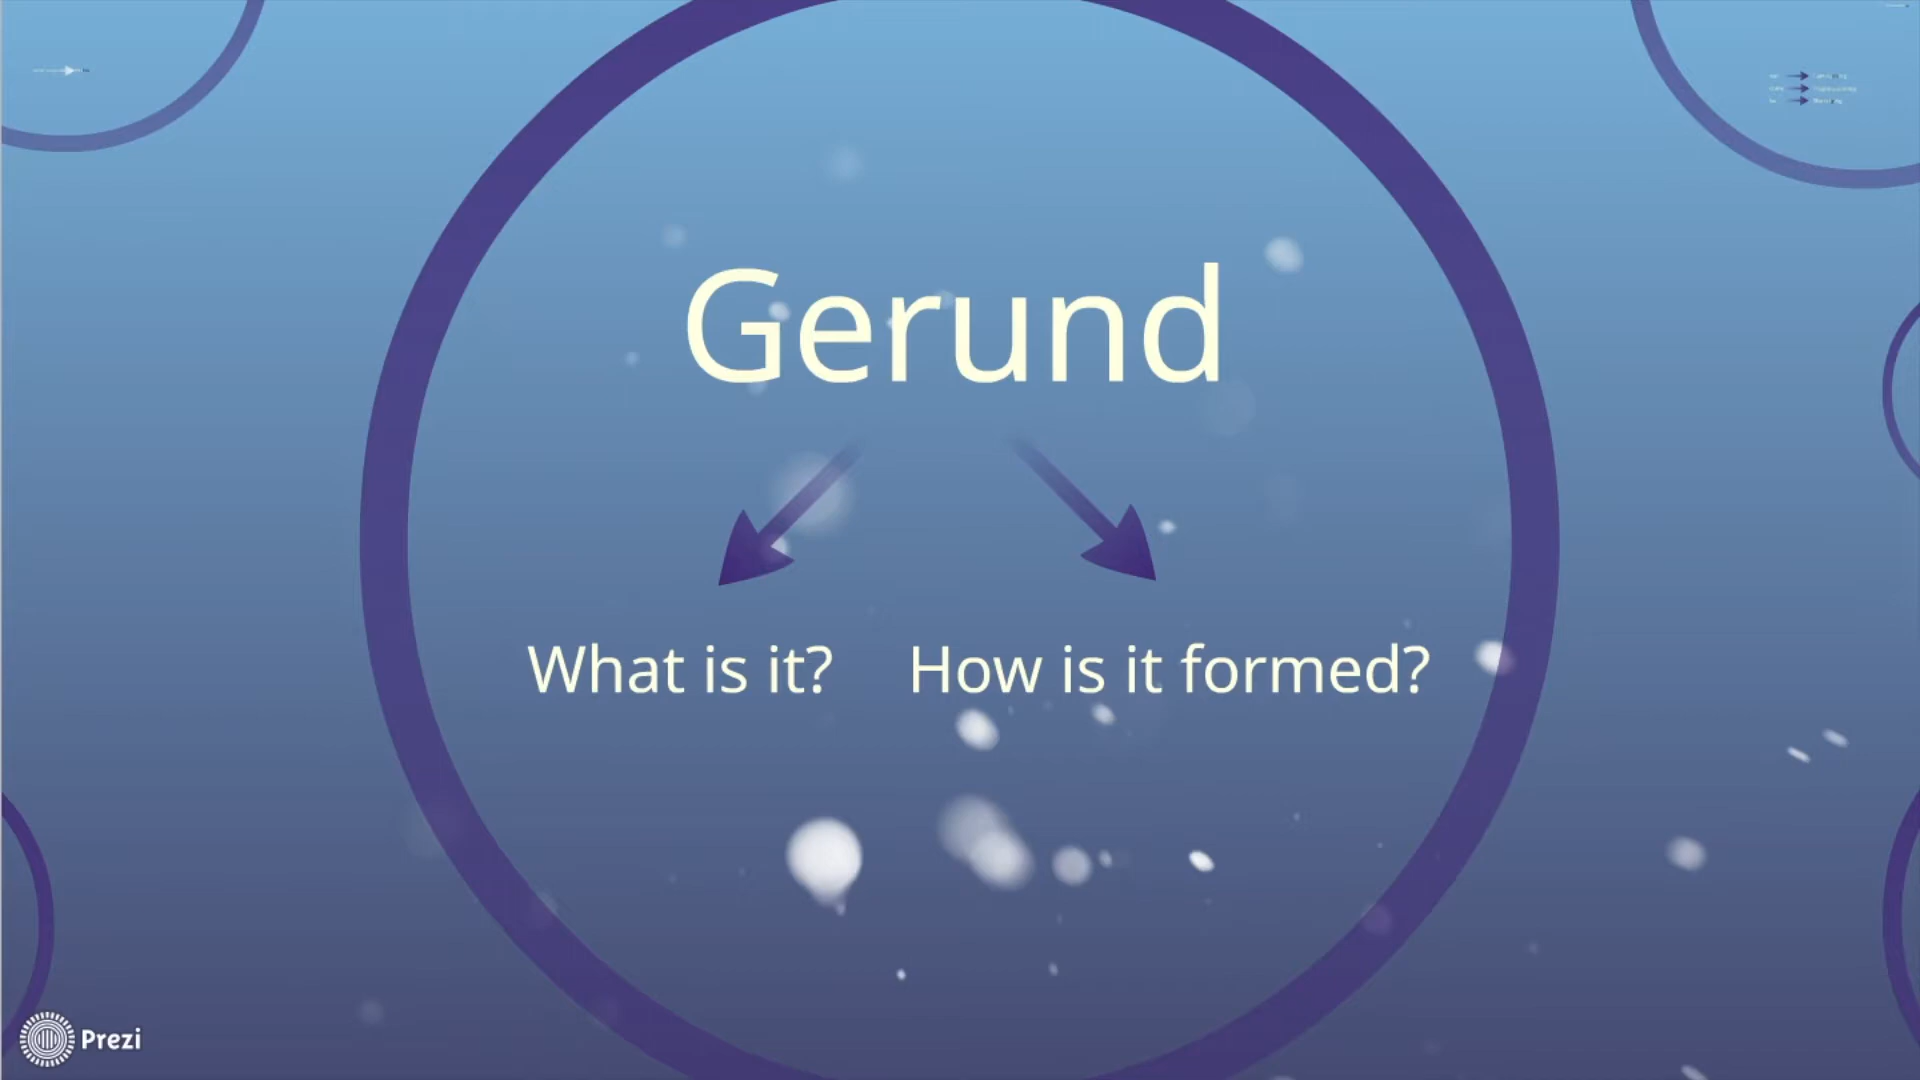 Gerund
What is it?
How is it formed?
Prezi